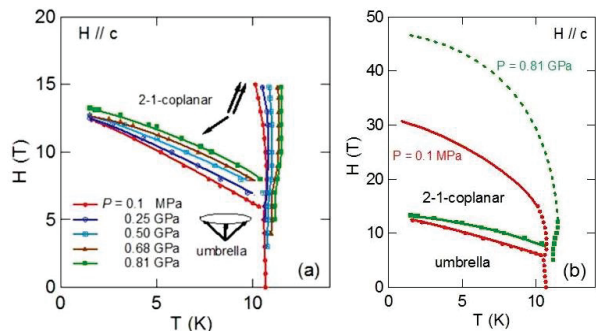 H // c
H (T)
20
15
10
5
0
2-1-coplanar
P = 0.1 MPa
0.25 GPa
0.50 GPa
0.68 GPa
0.81 GPa
umbrella
(a)
0
5
10
T (K)
H // c
H (T)
50
40
30
20
10
0
P = 0.81 GPa
P = 0.1 MPa
2-1-coplanar
umbrella
(b)
0
5
10
T (K)